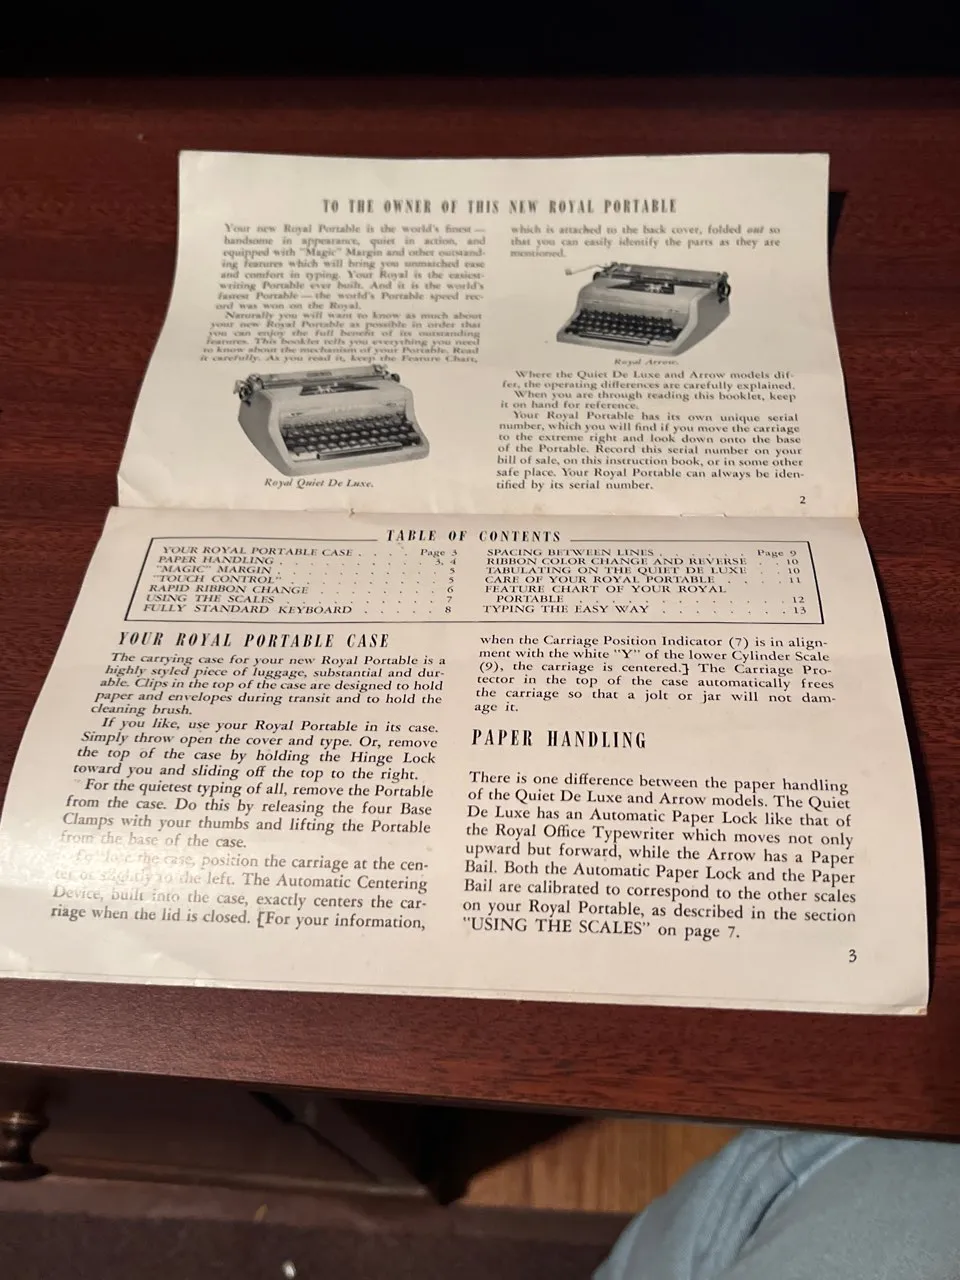 TO THE OWNER OF THIS NEW ROYAL PORTABLE
Your new Royal Portable is the world's finest —
handsome in appearance, quiet in action, and
equipped with "Magic" Margin and other outstand-
ing features which will bring you unmatched ease
and comfort in typing. Your Royal is the easiest-
writing Portable ever built. And it is the world's
fastest Portable — the world's Portable speed rec-
ord was won on the Royal.
Naturally you will want to know as much about
your new Royal Portable as possible in order that
you can enjoy the full benefit of its outstanding
features. This booklet tells you everything you need
to know about the mechanism of your Portable. Read
it carefully. As you read it, keep the Feature Chart,
Royal Quiet De Luxe.
which is attached to the back cover, folded out so
that you can easily identify the parts as they are
mentioned.
Royal Arrow.
Where the Quiet De Luxe and Arrow models dif-
fer, the operating differences are carefully explained.
When you are through reading this booklet, keep
it on hand for reference.
Your Royal Portable has its own unique serial
number, which you will find if you move the carriage
to the extreme right and look down onto the base
of the Portable. Record this serial number on your
bill of sale, on this instruction book, or in some other
safe place. Your Royal Portable can always be iden-
tified by its serial number.
2
TABLE OF CONTENTS
YOUR ROYAL PORTABLE CASE . . . . Page 3
PAPER HANDLING . . . . . . . . . . 3, 4
"MAGIC" MARGIN . . . . . . . . . . 5
"TOUCH CONTROL" . . . . . . . . . . 5
RAPID RIBBON CHANGE . . . . . . . . 6
USING THE SCALES . . . . . . . . . . 7
FULLY STANDARD KEYBOARD . . . . . 8
SPACING BETWEEN LINES . . . . . . Page 9
RIBBON COLOR CHANGE AND REVERSE . . 10
TABULATING ON THE QUIET DE LUXE . . 10
CARE OF YOUR ROYAL PORTABLE . . . . 11
FEATURE CHART OF YOUR ROYAL
PORTABLE . . . . . . . . . . . 12
TYPING THE EASY WAY . . . . . . . . 13
YOUR ROYAL PORTABLE CASE
The carrying case for your new Royal Portable is a
highly styled piece of luggage, substantial and dur-
able. Clips in the top of the case are designed to hold
paper and envelopes during transit and to hold the
cleaning brush.
If you like, use your Royal Portable in its case.
Simply throw open the cover and type. Or, remove
the top of the case by holding the Hinge Lock
toward you and sliding off the top to the right.
For the quietest typing of all, remove the Portable
from the case. Do this by releasing the four Base
Clamps with your thumbs and lifting the Portable
from the base of the case.
To close the case, position the carriage at the cen-
ter or slightly to the left. The Automatic Centering
Device, built into the case, exactly centers the car-
riage when the lid is closed. [For your information,
when the Carriage Position Indicator (7) is in align-
ment with the white "Y" of the lower Cylinder Scale
(9), the carriage is centered.] The Carriage Pro-
tector in the top of the case automatically frees
the carriage so that a jolt or jar will not dam-
age it.
PAPER HANDLING
There is one difference between the paper handling
of the Quiet De Luxe and Arrow models. The Quiet
De Luxe has an Automatic Paper Lock like that of
the Royal Office Typewriter which moves not only
upward but forward, while the Arrow has a Paper
Bail. Both the Automatic Paper Lock and the Paper
Bail are calibrated to correspond to the other scales
on your Royal Portable, as described in the section
"USING THE SCALES" on page 7.
3